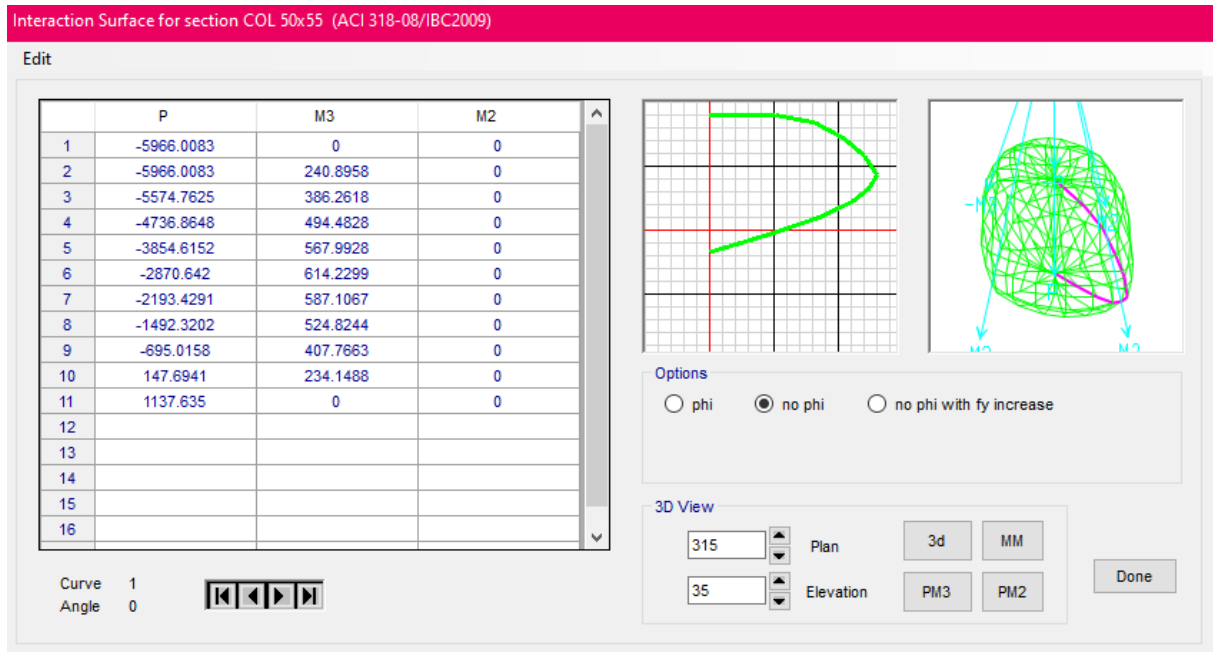 Interaction Surface for section COL 50x55 (ACI 318-08/IBC2009)
Edit
P M3 M2
1 -5966.0083 0 0
2 -5966.0083 240.8958 0
3 -5574.7625 386.2618 0
4 -4736.8648 494.4828 0
5 -3854.6152 567.9928 0
6 -2870.642 614.2299 0
7 -2193.4291 587.1067 0
8 -1492.3202 524.8244 0
9 -695.0158 407.7663 0
10 147.6941 234.1488 0
11 1137.635 0 0
12
13
14
15
16
Curve 1
Angle 0
Options
phi no phi no phi with fy increase
3D View
315 Plan 3d MM
35 Elevation PM3 PM2
Done